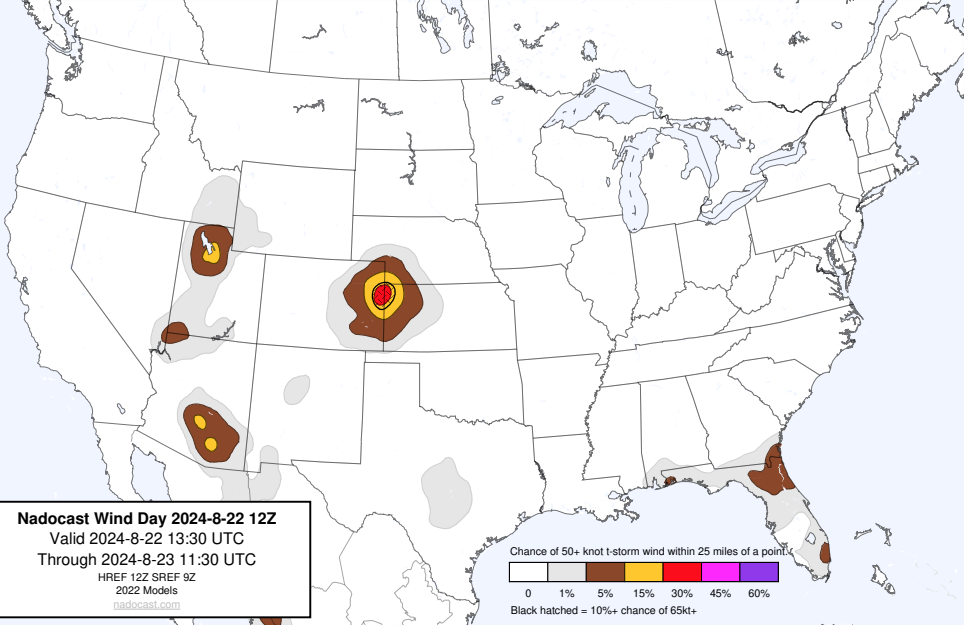 Nadocast Wind Day 2024-8-22 12Z
Valid 2024-8-22 13:30 UTC
Through 2024-8-23 11:30 UTC
HREF 12Z SREF 9Z
2022 Models
nadocast.com
Chance of 50+ knot t-storm wind within 25 miles of a point.
0 1% 5% 15% 30% 45% 60%
Black hatched = 10%+ chance of 65kt+